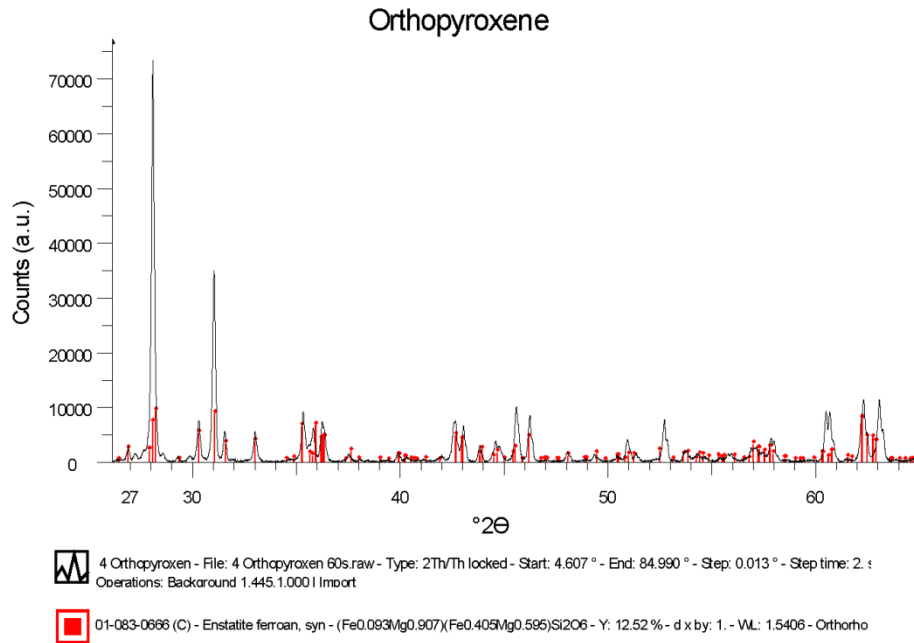 Orthopyroxene
Counts (a.u.)
70000
60000
50000
40000
30000
20000
10000
0
27 30 40 50 60
°2Θ
4 Orthopyroxen - File: 4 Orthopyroxen 60s.raw - Type: 2Th/Th locked - Start: 4.607 ° - End: 84.990 ° - Step: 0.013 ° - Step time: 2. s
Operations: Background 1.445,1.000 | Import
01-083-0666 (C) - Enstatite ferroan, syn - (Fe0.093Mg0.907)(Fe0.405Mg0.595)Si2O6 - Y: 12.52 % - d x by: 1. - WL: 1.5406 - Orthorho